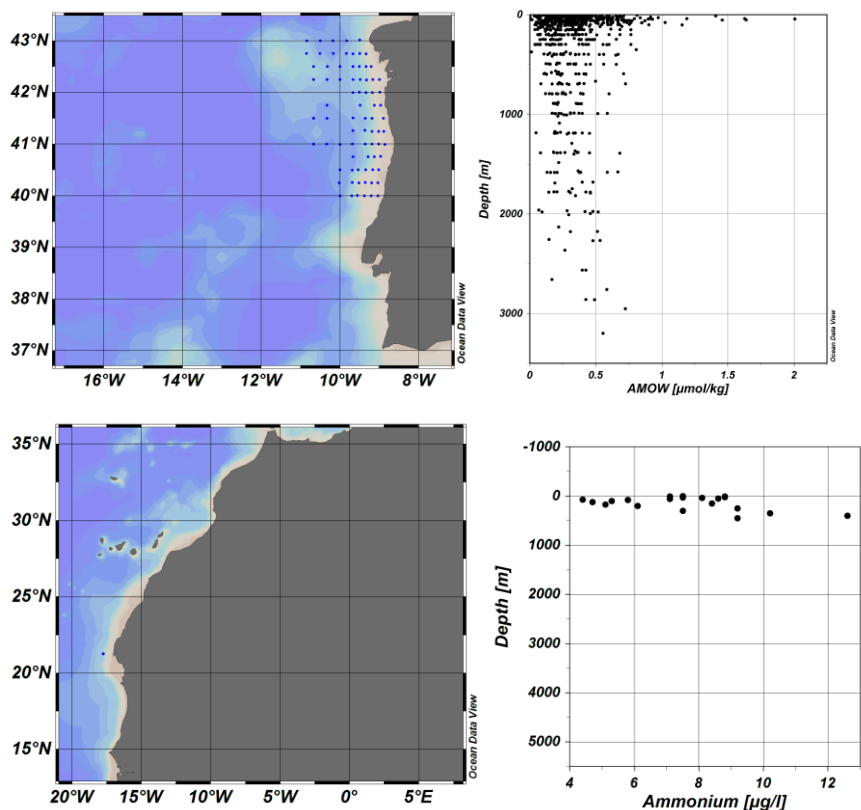 43°N
42°N
41°N
40°N
39°N
38°N
37°N
16°W 14°W 12°W 10°W 8°W
Ocean Data View
0
1000
2000
3000
Depth [m]
0 0.5 1 1.5 2
AMOW [µmol/kg]
Ocean Data View
35°N
30°N
25°N
20°N
15°N
20°W 15°W 10°W 5°W 0°E 5°E
Ocean Data View
-1000
0
1000
2000
3000
4000
5000
Depth [m]
4 6 8 10 12
Ammonium [µg/l]